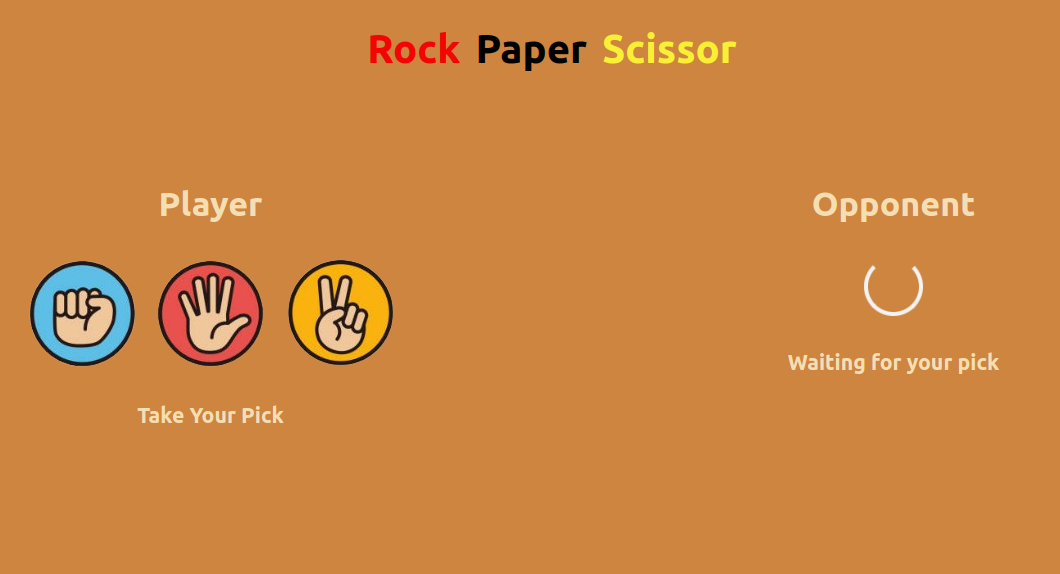 Rock Paper Scissor
Player
Opponent
Waiting for your pick
Take Your Pick